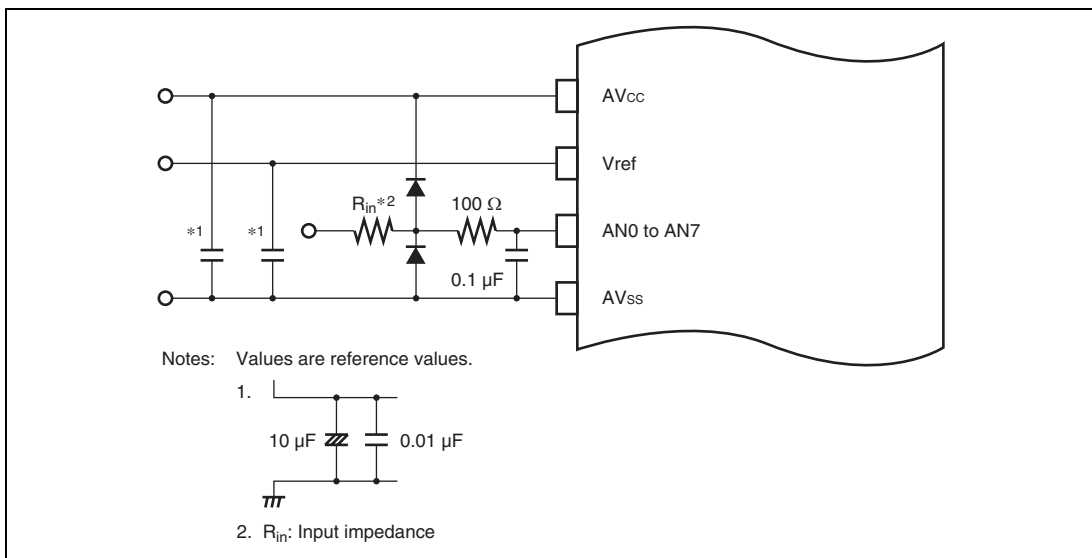 AVcc
Vref
Rin*2
100 Ω
*1
*1
AN0 to AN7
0.1 µF
AVss
Notes: Values are reference values.
1.
10 µF
0.01 µF
2. Rin: Input impedance